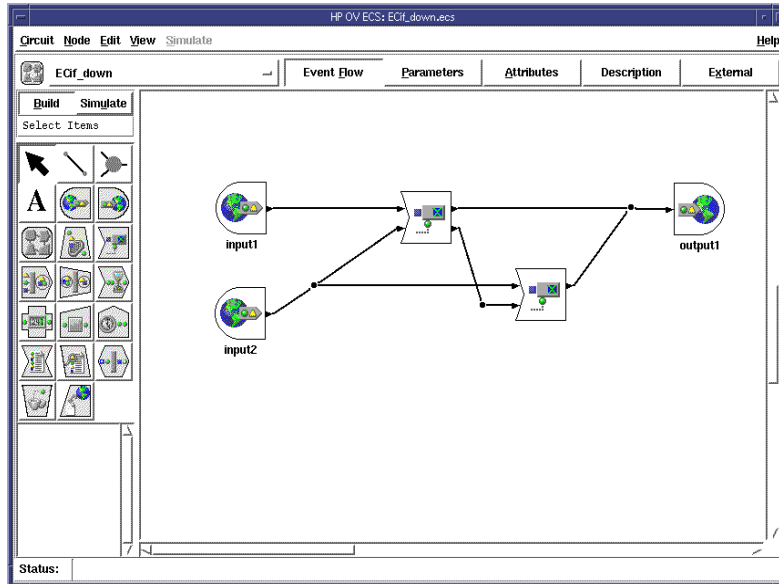 HP OV ECS: ECif_down.ecs
Circuit Node Edit View Simulate Help
ECif_down Event Flow Parameters Attributes Description External
Build Simulate
Select Items
A
input1
output1
input2
Status: